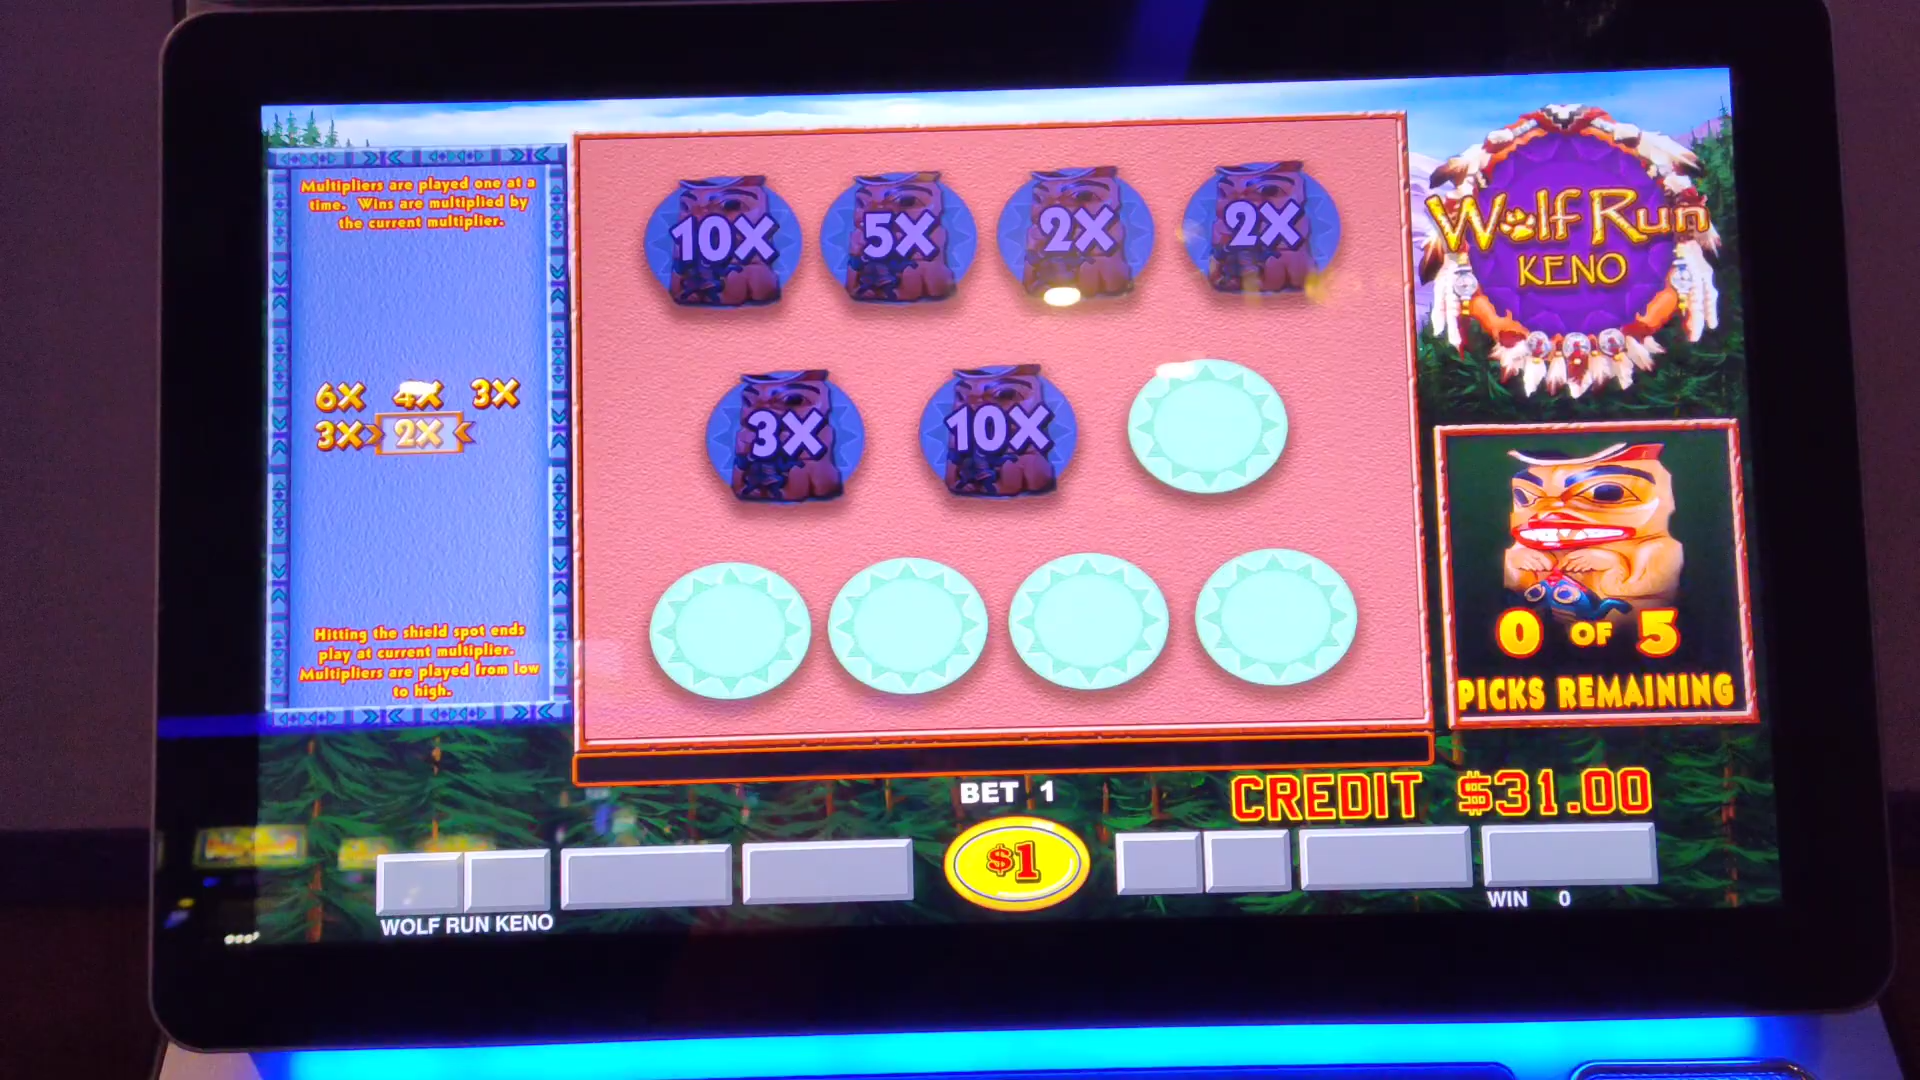 Multipliers are played one at a
time. Wins are multiplied by
the current multiplier.
6X 4X 3X
3X 2X
Hitting the shield spot ends
play at current multiplier.
Multipliers are played from low
to high.
10X 5X 2X 2X
3X 10X
Wolf Run
KENO
0 OF 5
PICKS REMAINING
BET 1
CREDIT $31.00
$1
WOLF RUN KENO
WIN 0